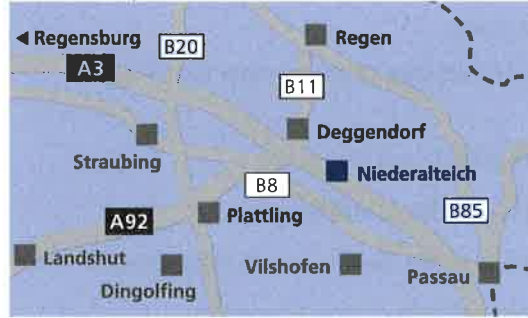 ◄ Regensburg
B20
Regen
A3
B11
Deggendorf
Straubing
Niederalteich
B8
A92
Plattling
B85
Landshut
Vilshofen
Passau
Dingolfing